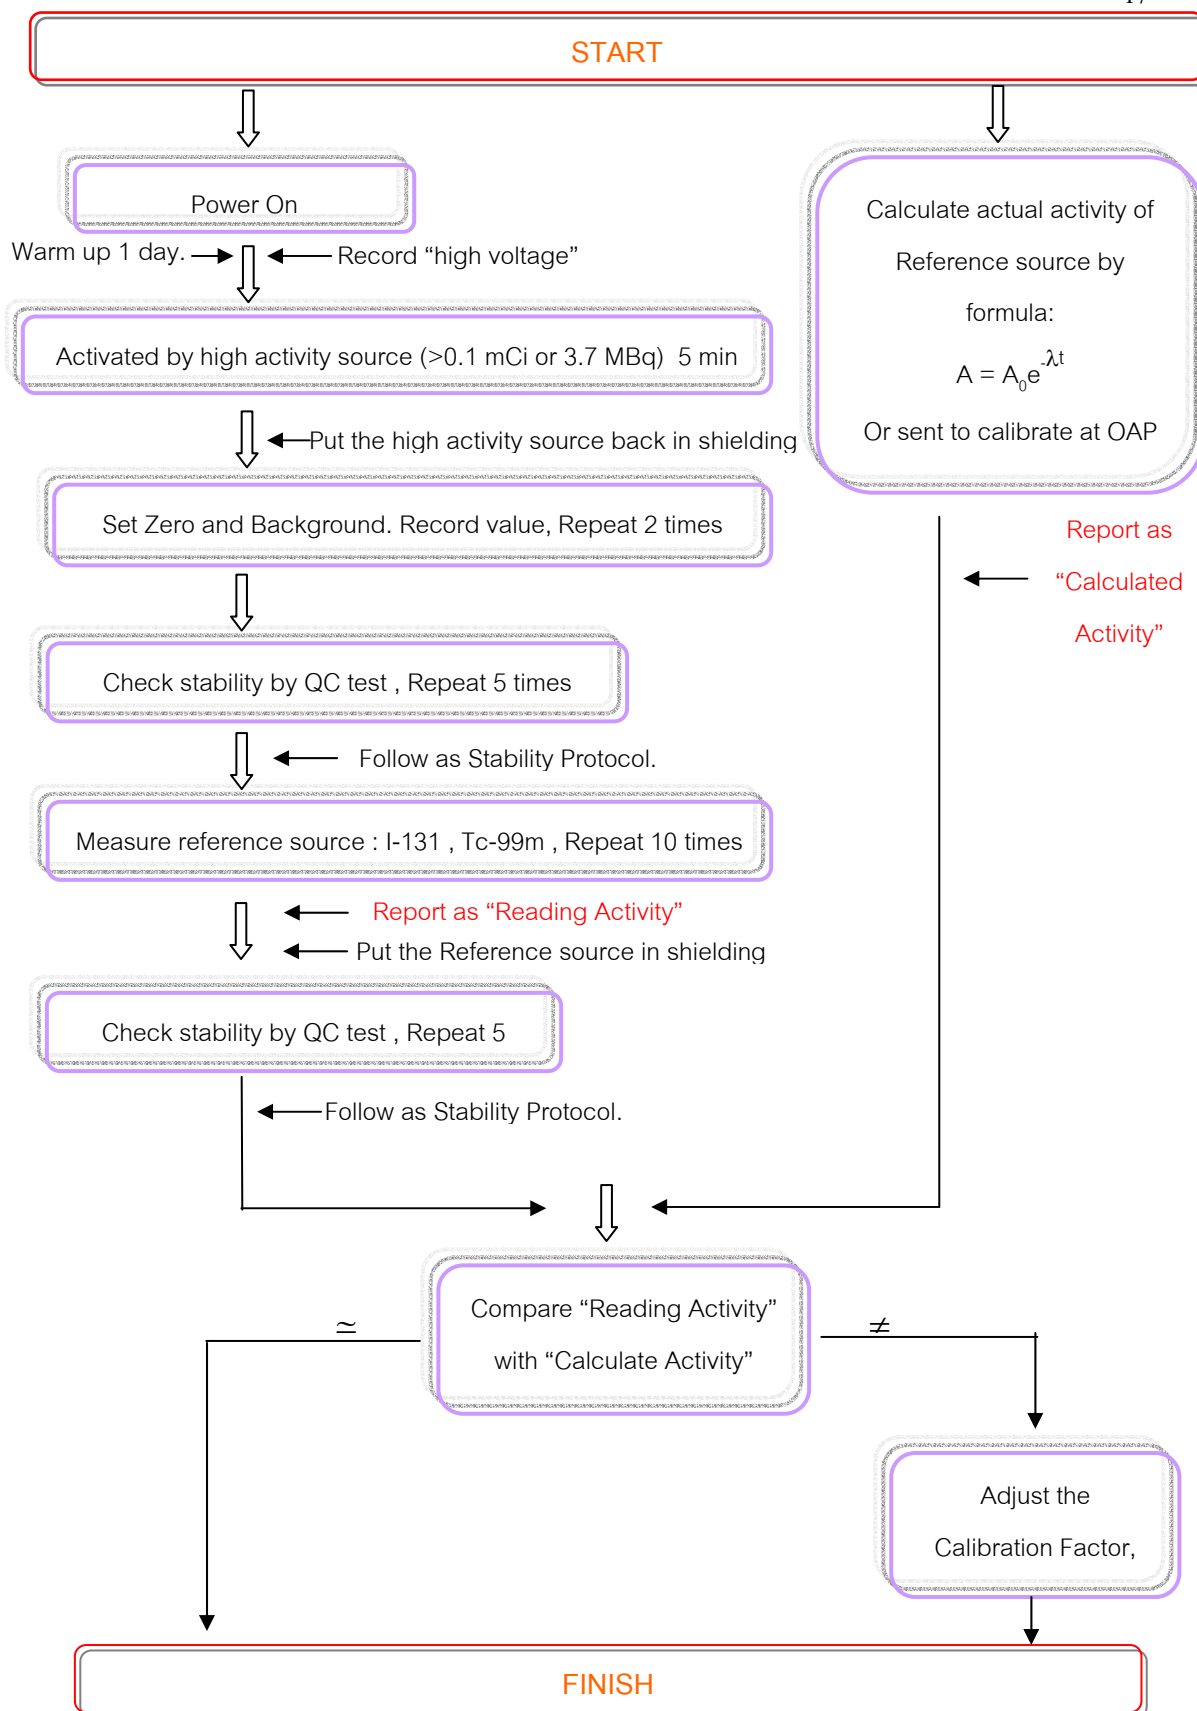 START
Power On
Warm up 1 day.
Record “high voltage”
Activated by high activity source (>0.1 mCi or 3.7 MBq) 5 min
Put the high activity source back in shielding
Set Zero and Background. Record value, Repeat 2 times
Check stability by QC test , Repeat 5 times
Follow as Stability Protocol.
Measure reference source : I-131 , Tc-99m , Repeat 10 times
Report as “Reading Activity”
Put the Reference source in shielding
Check stability by QC test , Repeat 5
Follow as Stability Protocol.
Calculate actual activity of
Reference source by
formula:
A = A₀e^-λt
Or sent to calibrate at OAP
Report as
“Calculated
Activity”
Compare “Reading Activity”
with “Calculate Activity”
≃
≠
Adjust the
Calibration Factor,
FINISH